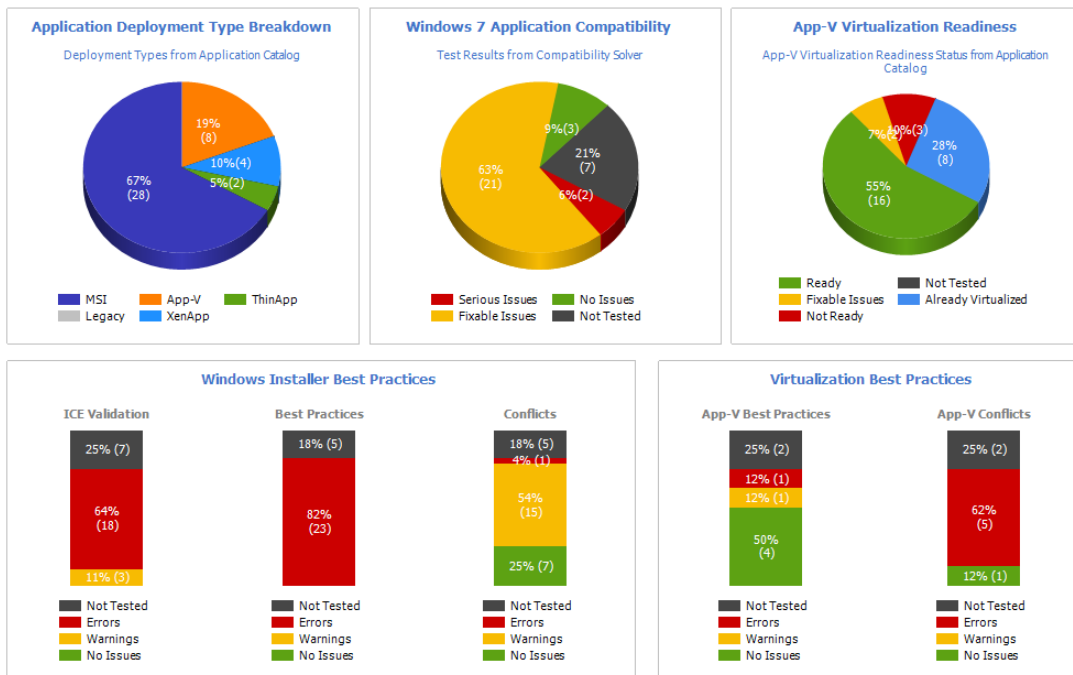 Application Deployment Type Breakdown
Deployment Types from Application Catalog
19%
(8)
10%(4)
5%(2)
67%
(28)
MSI
App-V
ThinApp
Legacy
XenApp
Windows 7 Application Compatibility
Test Results from Compatibility Solver
9%(3)
21%
(7)
63%
(21)
6%(2)
Serious Issues
No Issues
Fixable Issues
Not Tested
App-V Virtualization Readiness
App-V Virtualization Readiness Status from Application
Catalog
7%(2)
10%(3)
28%
(8)
55%
(16)
Ready
Not Tested
Fixable Issues
Already Virtualized
Not Ready
Windows Installer Best Practices
ICE Validation
25% (7)
64%
(18)
11% (3)
Not Tested
Errors
Warnings
No Issues
Best Practices
18% (5)
82%
(23)
Not Tested
Errors
Warnings
No Issues
Conflicts
18% (5)
4% (1)
54%
(15)
25% (7)
Not Tested
Errors
Warnings
No Issues
Virtualization Best Practices
App-V Best Practices
25% (2)
12% (1)
12% (1)
50%
(4)
Not Tested
Errors
Warnings
No Issues
App-V Conflicts
25% (2)
62%
(5)
12% (1)
Not Tested
Errors
Warnings
No Issues